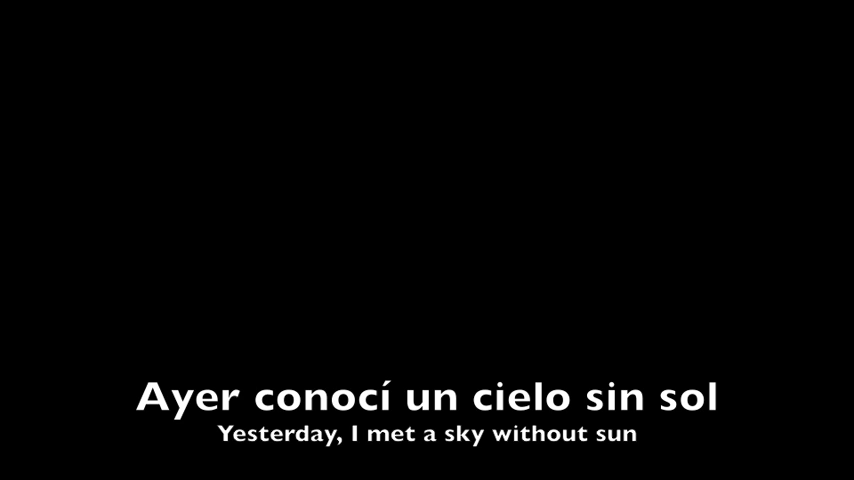 Ayer conocí un cielo sin sol
Yesterday, I met a sky without sun